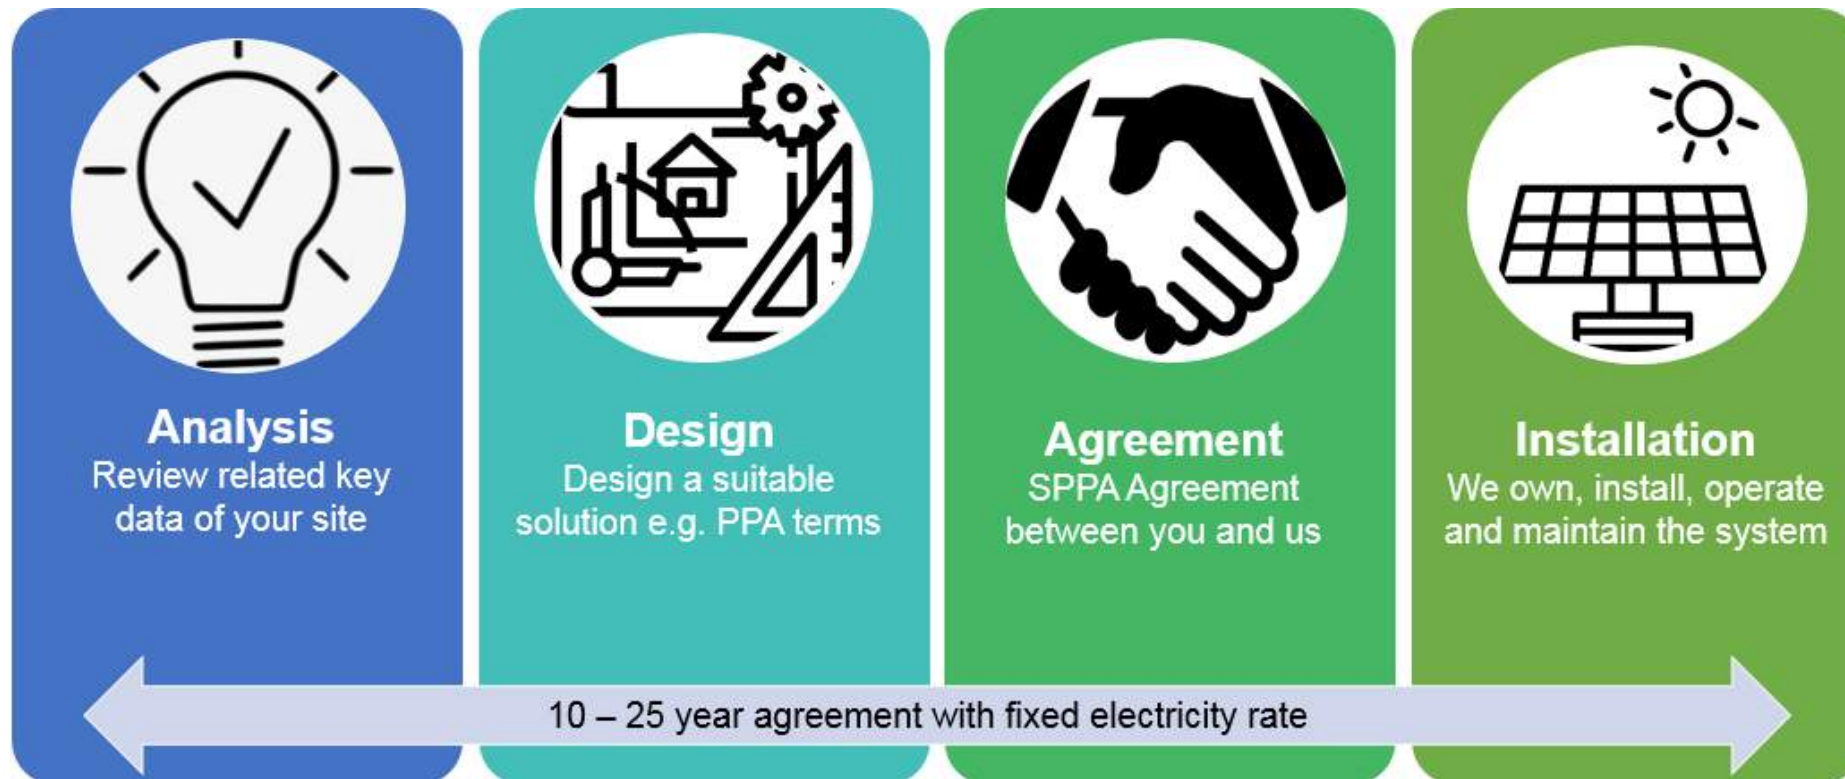 Analysis
Review related key
data of your site
Design
Design a suitable
solution e.g. PPA terms
Agreement
SPPA Agreement
between you and us
Installation
We own, install, operate
and maintain the system
10 – 25 year agreement with fixed electricity rate